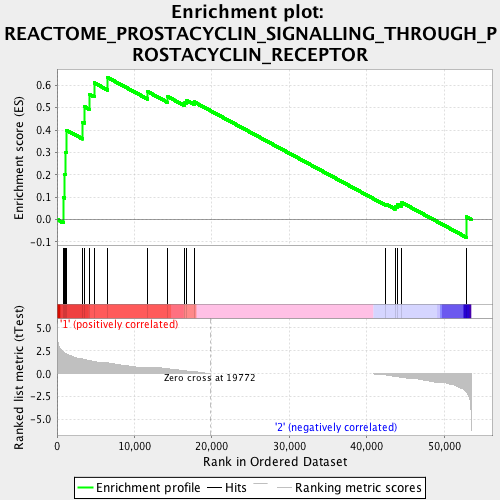 Enrichment plot:
REACTOME_PROSTACYCLIN_SIGNALLING_THROUGH_P
ROSTACYCLIN_RECEPTOR
Enrichment score (ES)
0.6
0.5
0.4
0.3
0.2
0.1
0.0
-0.1
'1' (positively correlated)
Ranked list metric (tTest)
5.0
2.5
0.0
-2.5
-5.0
Zero cross at 19772
'2' (negatively correlated)
0
10,000
20,000
30,000
40,000
50,000
Rank in Ordered Dataset
Enrichment profile
Hits
Ranking metric scores